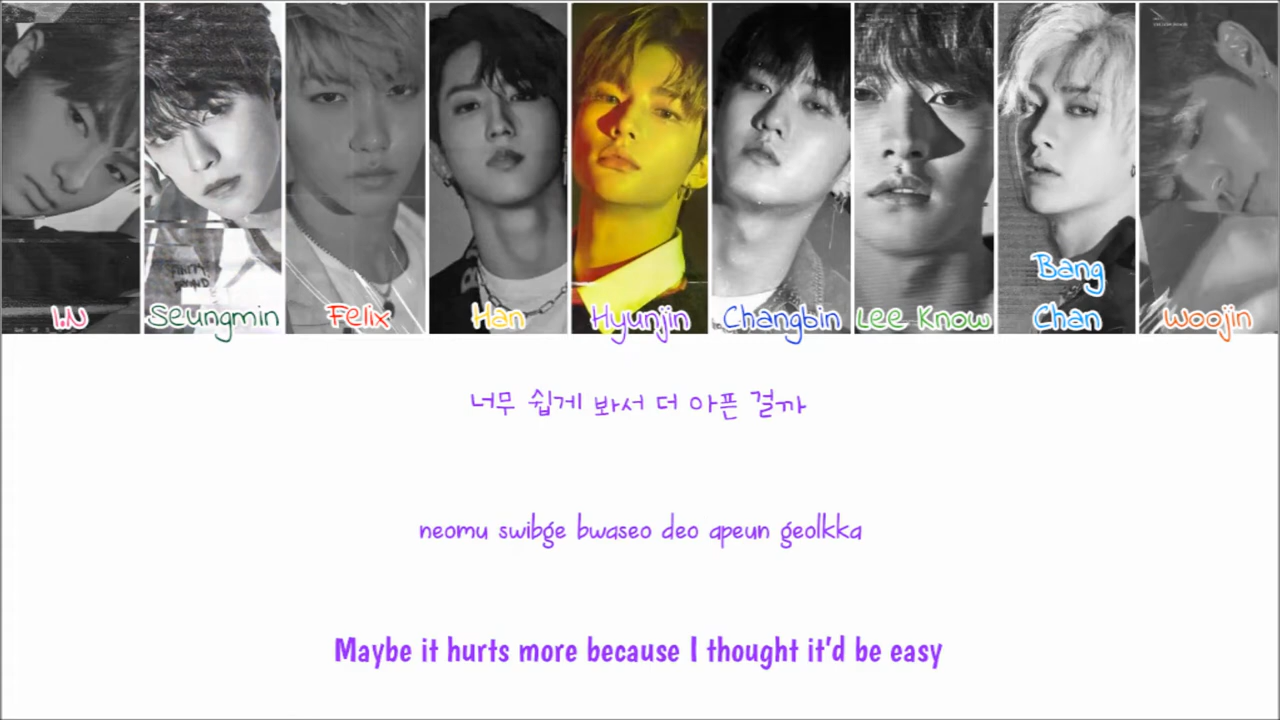 I.N
Seungmin
Felix
Han
Hyunjin
Changbin
Lee Know
Bang
Chan
Woojin
너무 쉽게 봐서 더 아픈 걸까
neomu swibge bwaseo deo apeun geolkka
Maybe it hurts more because I thought it'd be easy